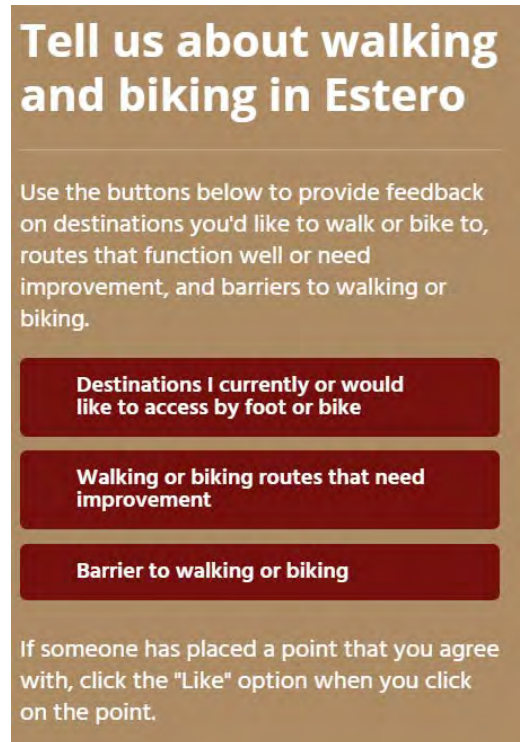 Tell us about walking
and biking in Estero
Use the buttons below to provide feedback
on destinations you'd like to walk or bike to,
routes that function well or need
improvement, and barriers to walking or
biking.
Destinations I currently or would
like to access by foot or bike
Walking or biking routes that need
improvement
Barrier to walking or biking
If someone has placed a point that you agree
with, click the "Like" option when you click
on the point.